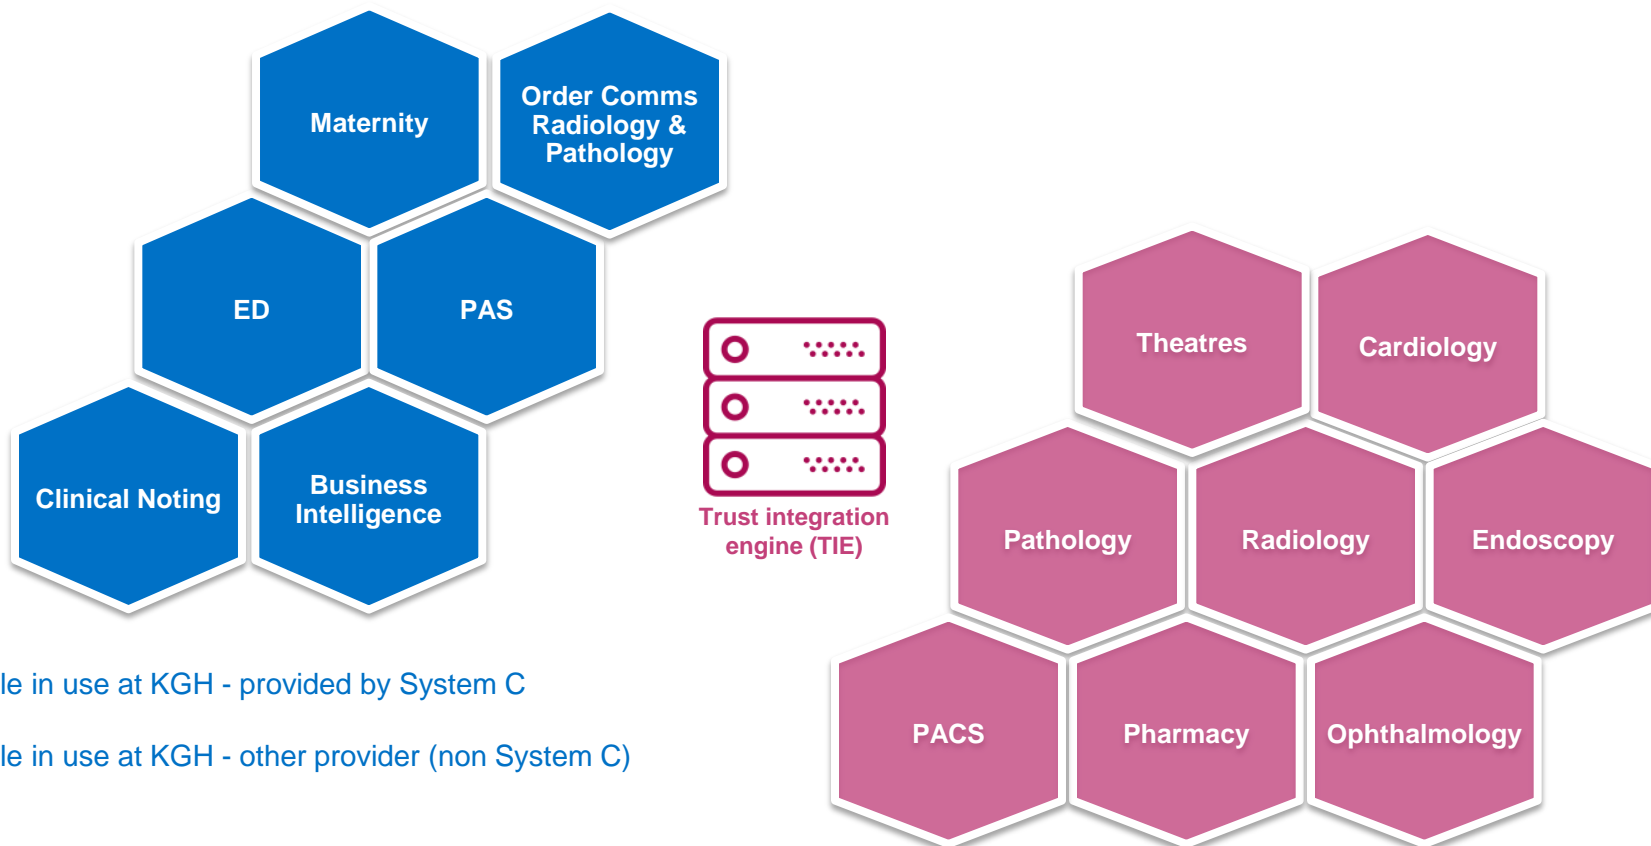 Maternity
Order Comms
Radiology &
Pathology
ED
PAS
Clinical Noting
Business
Intelligence
Trust integration
engine (TIE)
Theatres
Cardiology
Pathology
Radiology
Endoscopy
PACS
Pharmacy
Ophthalmology
le in use at KGH - provided by System C
le in use at KGH - other provider (non System C)